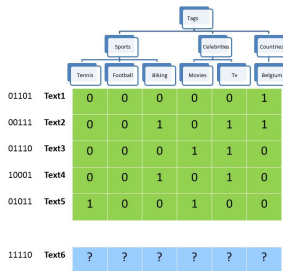 Tags
Sports Celebrities Countries
Tennis Football Biking Movies Tv Belgium
01101 Text1 0 0 0 0 0 1
00111 Text2 0 0 1 0 1 1
01110 Text3 0 0 0 1 1 0
10001 Text4 0 0 1 0 1 0
01011 Text5 1 0 0 1 0 0
11110 Text6 ? ? ? ? ? ?